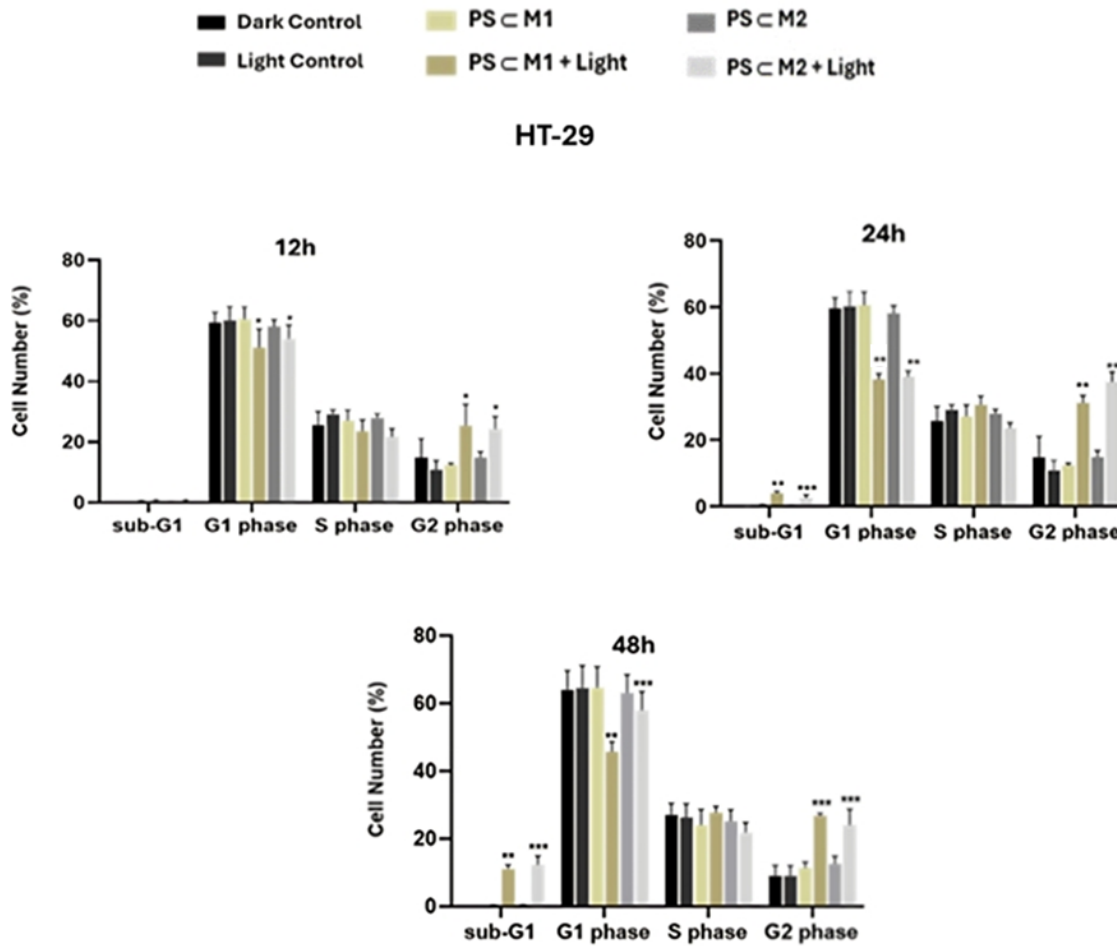 Dark Control
PS ⊂ M1
PS ⊂ M2
Light Control
PS ⊂ M1 + Light
PS ⊂ M2 + Light
HT-29
12h
Cell Number (%)
80
60
40
20
0
* * * *
sub-G1 G1 phase S phase G2 phase
24h
Cell Number (%)
80
60
40
20
0
** *** ** ** ** **
sub-G1 G1 phase S phase G2 phase
48h
Cell Number (%)
80
60
40
20
0
** *** ** *** *** ***
sub-G1 G1 phase S phase G2 phase